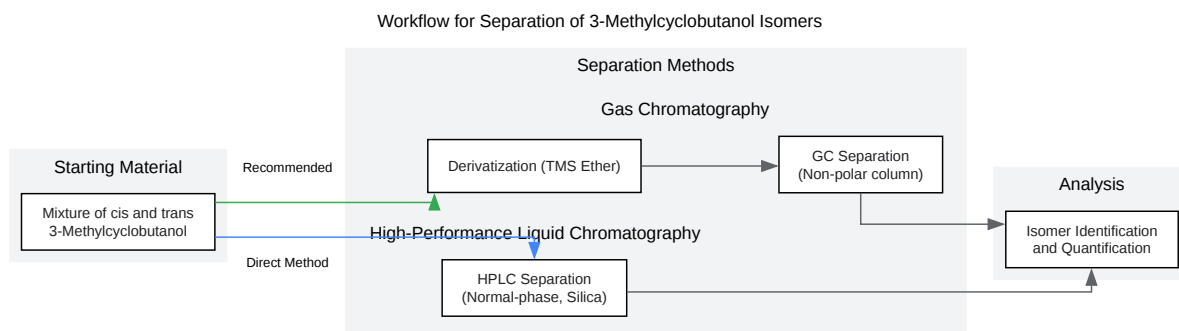 Workflow for Separation of 3-Methylcyclobutanol Isomers
Separation Methods
Gas Chromatography
Starting Material
Recommended
Derivatization (TMS Ether)
GC Separation
(Non-polar column)
Mixture of cis and trans
3-Methylcyclobutanol
Analysis
High-Performance Liquid Chromatography
Isomer Identification
and Quantification
Direct Method
HPLC Separation
(Normal-phase, Silica)